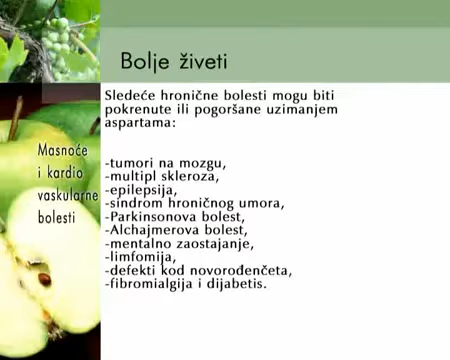 Bolje živeti
Sledeće hronične bolesti mogu biti
pokrenute ili pogoršane uzimanjem
aspartama:
Masnoće
i kardio
vaskularne
bolesti
-tumori na mozgu,
-multipl skleroza,
-epilepsija,
-sindrom hroničnog umora,
-Parkinsonova bolest,
-Alchajmerova bolest,
-mentalno zaostajanje,
-limfomija,
-defekti kod novorođenčeta,
-fibromialgija i dijabetis.